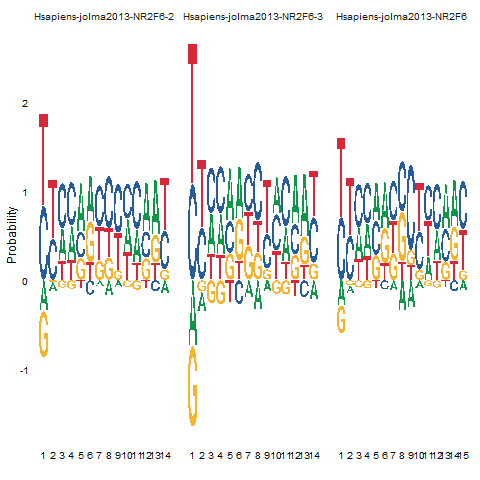 Hsapiens-jolma2013-NR2F6-2
Hsapiens-jolma2013-NR2F6-3
Hsapiens-jolma2013-NR2F6
Probability
2
1
0
-1
1 2 3 4 5 6 7 8 9 10 11 12 13 14
1 2 3 4 5 6 7 8 9 10 11 12 13 14
1 2 3 4 5 6 7 8 9 10 11 12 13 14 15